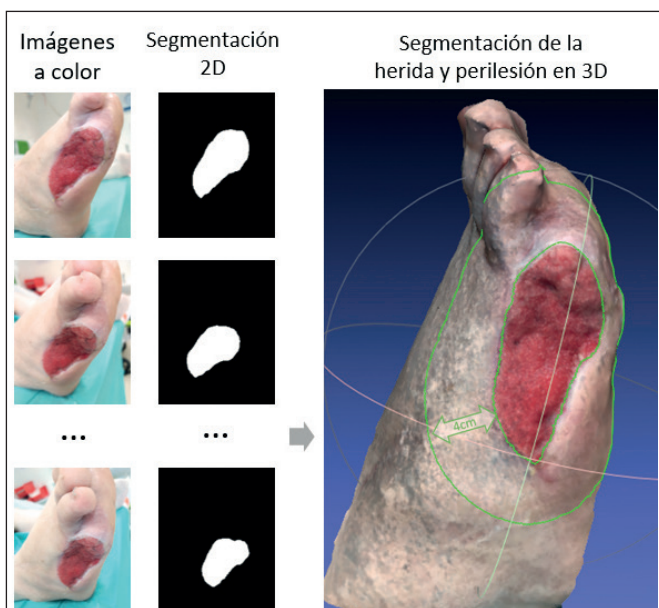 Imágenes
a color
Segmentación
2D
Segmentación de la
herida y perilesión en 3D
...
...
4cm